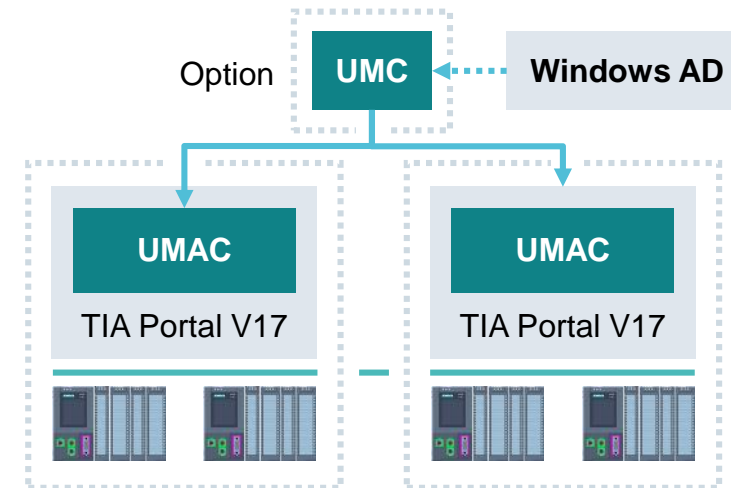 Option
UMC
Windows AD
UMAC
TIA Portal V17
UMAC
TIA Portal V17